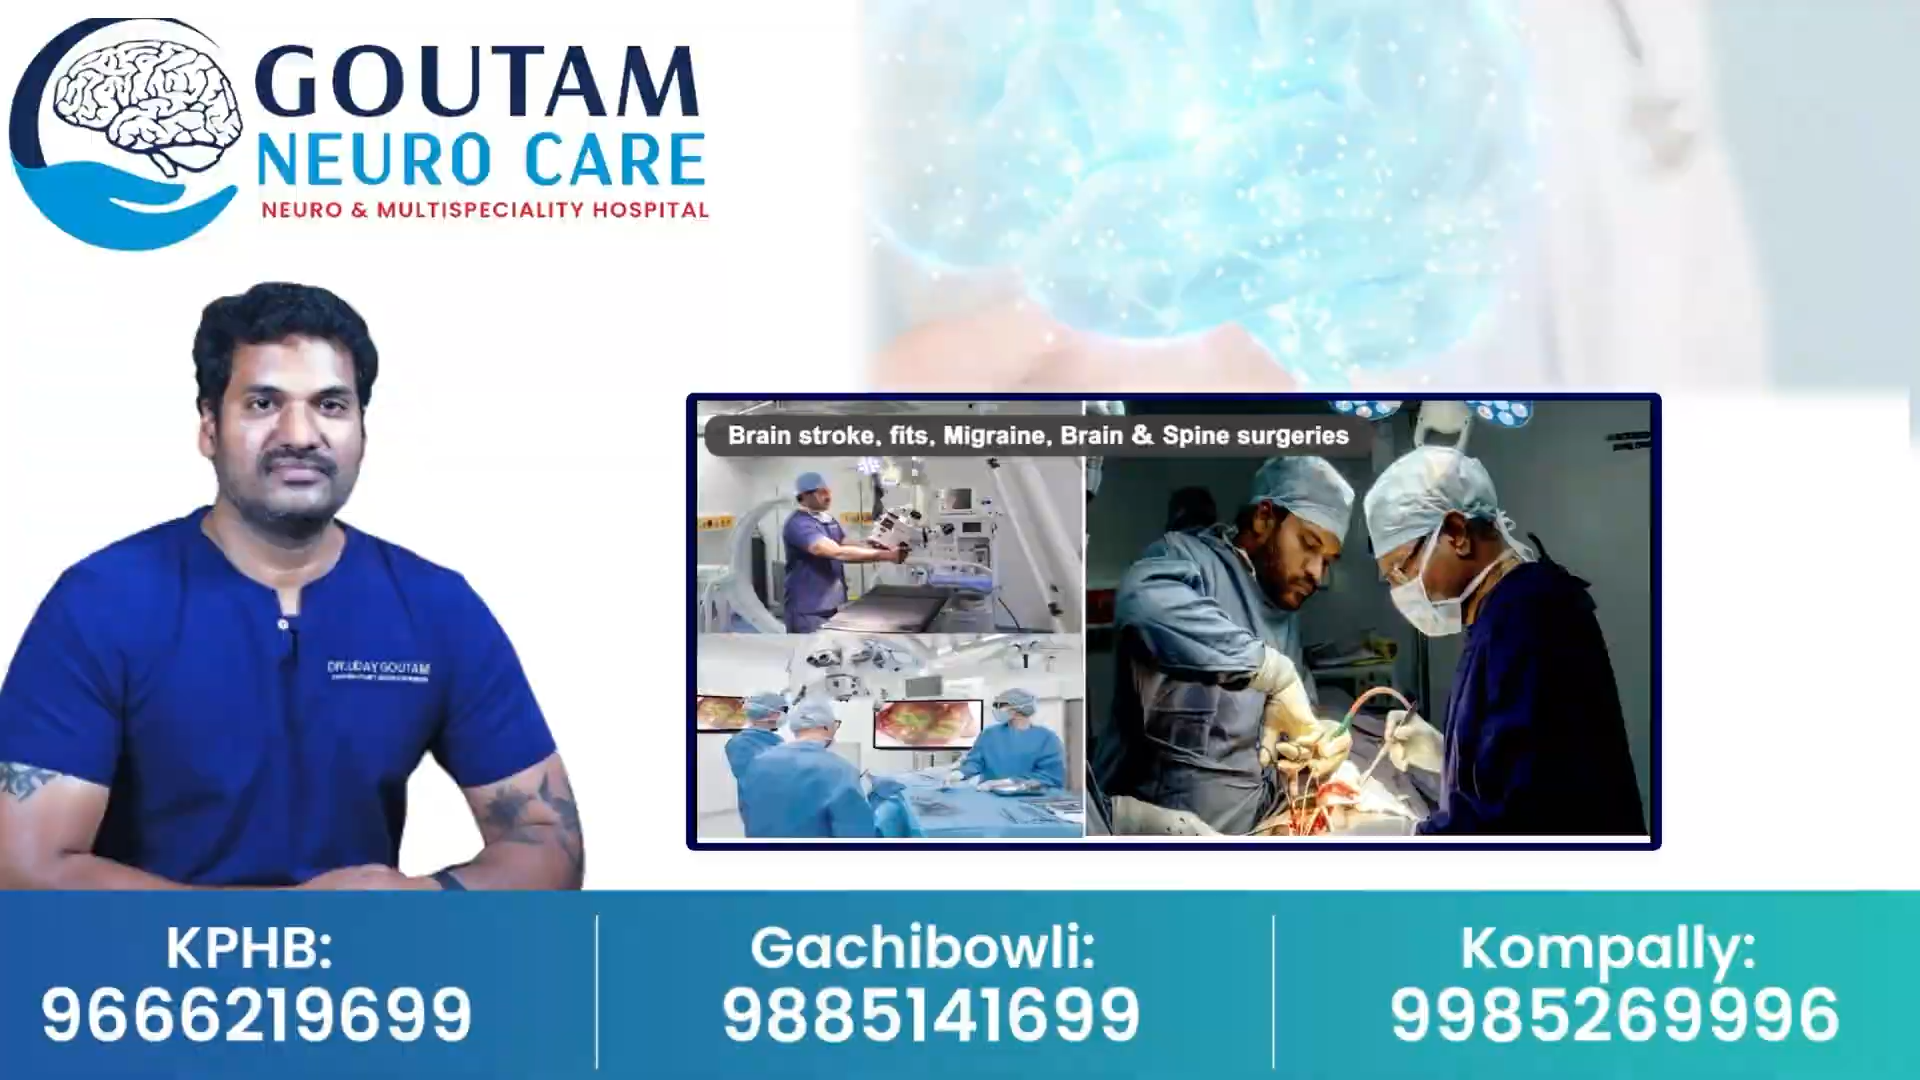 GOUTAM
NEURO CARE
NEURO & MULTISPECIALITY HOSPITAL
Brain stroke, fits, Migraine, Brain & Spine surgeries
DR.UDAY GOUTAM
KPHB:
9666219699
Gachibowli:
9885141699
Kompally:
9985269996